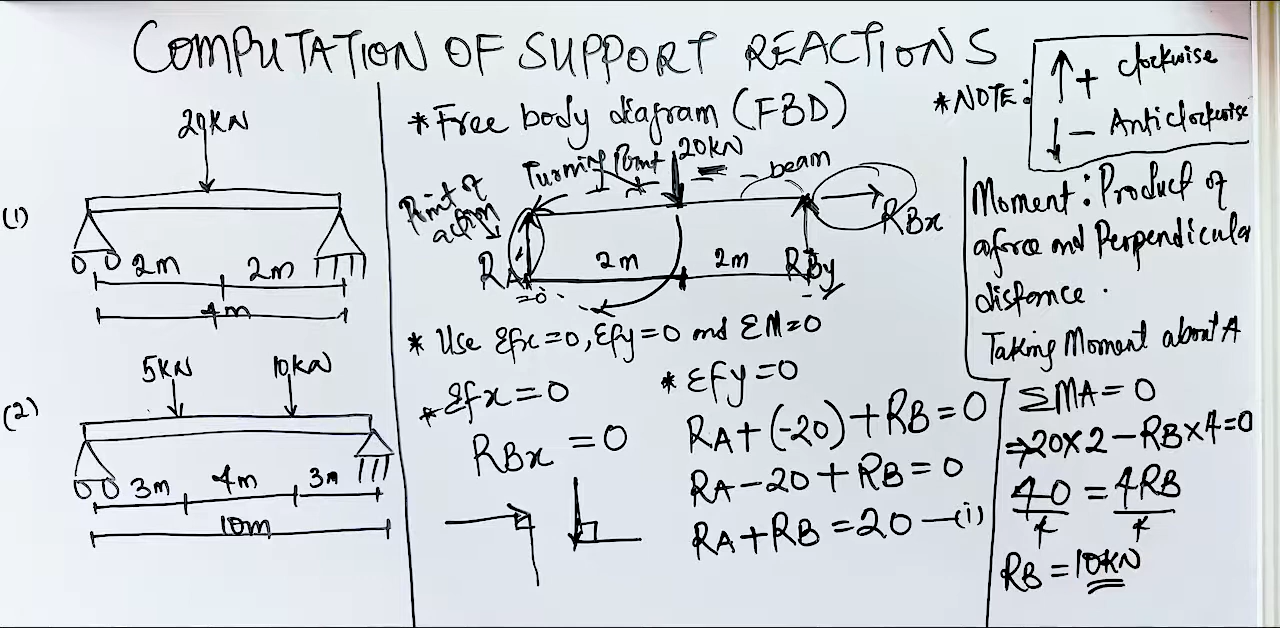 COMPUTATION OF SUPPORT REACTIONS
(1)
20KN
2m
2m
4m
(2)
5KN
10KN
3m
4m
3m
10m
* Free body diagram (FBD)
Turning Point
20KN
beam
Point of
action
RA
=0
2m
2m
RBy
RBx
* Use Σfx=0, Σfy=0 and ΣM=0
* Σfx=0
RBx = 0
* Σfy=0
RA+(-20)+RB=0
RA-20+RB=0
RA+RB=20 —(i)
*NOTE:
↑+ clockwise
↓- Anticlockwise
Moment: Product of
a force and Perpendicular
distance.
Taking Moment about A
ΣMA=0
⇒20×2-RB×4=0
40 = 4RB
4 4
RB = 10KN